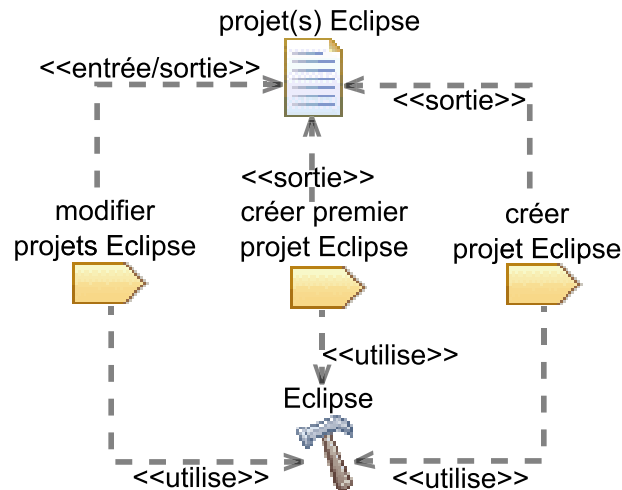 projet(s) Eclipse
<<entrée/sortie>>
<<sortie>>
<<sortie>>
modifier
projets Eclipse
créer premier
projet Eclipse
créer
projet Eclipse
<<utilise>>
Eclipse
<<utilise>>
<<utilise>>